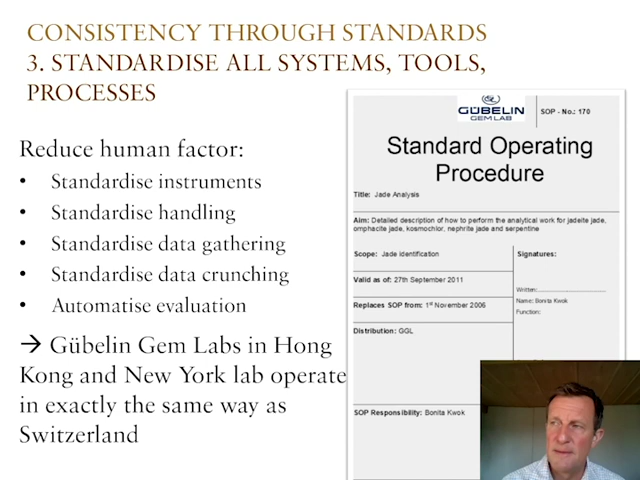 CONSISTENCY THROUGH STANDARDS
3. STANDARDISE ALL SYSTEMS, TOOLS,
PROCESSES
Reduce human factor:
• Standardise instruments
• Standardise handling
• Standardise data gathering
• Standardise data crunching
• Automatise evaluation
→ Gübelin Gem Labs in Hong
Kong and New York lab operate
in exactly the same way as
Switzerland
GÜBELIN
GEM LAB
SOP - No.: 170
Standard Operating
Procedure
Title: Jade Analysis
Aim: Detailed description of how to perform the analytical work for jadeite jade,
omphacite jade, kosmochlor, nephrite jade and serpentine
Scope: Jade identification
Signatures:
Valid as of: 27th September 2011
Written:
Name: Bonita Kwok
Function:
Replaces SOP from: 1st November 2006
Distribution: GGL
SOP Responsibility: Bonita Kwok